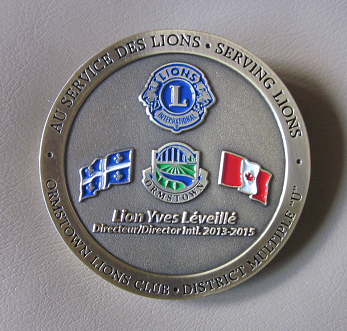 AU SERVICE DES LIONS • SERVING LIONS •
LIONS
L
INTERNATIONAL
ORMSTOWN
Lion Yves Léveillé
Directeur/Director Intl. 2013-2015
ORMSTOWN LIONS CLUB • DISTRICT MULTIPLE "U" •